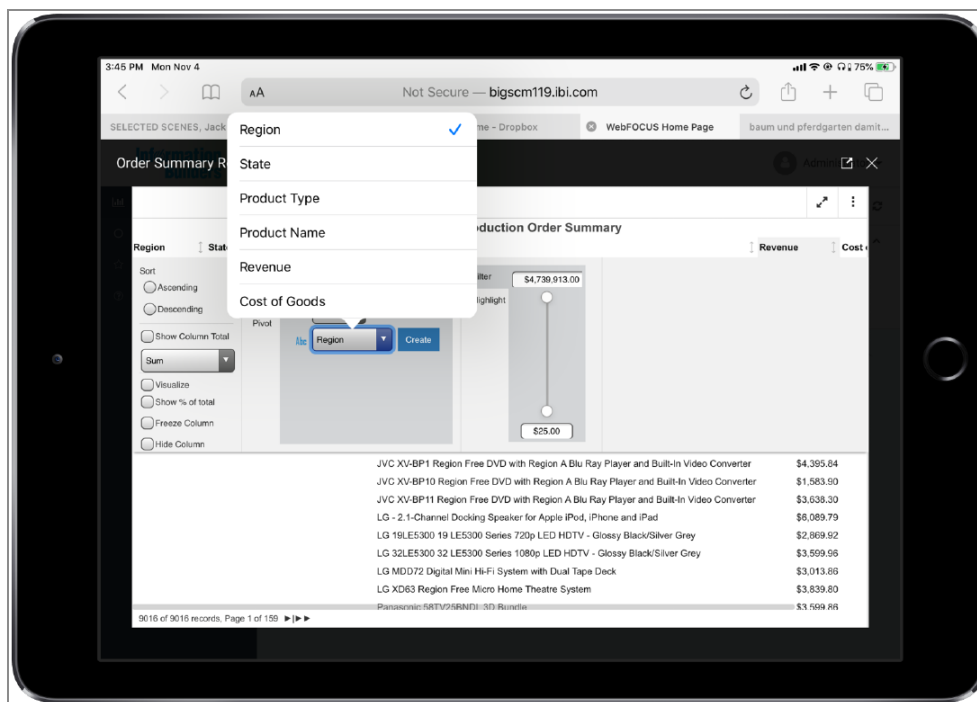 3:45 PM Mon Nov 4
75%
AA
Not Secure — bigscm119.ibi.com
SELECTED SCENES, Jack
me - Dropbox
WebFOCUS Home Page
baum und pferdgarten damit...
Order Summary R
Region
State
Product Type
Product Name
Revenue
Cost of Goods
oduction Order Summary
Region
Stat
Revenue
Cost
Sort
Ascending
Descending
Show Column Total
Sum
Visualize
Show % of total
Freeze Column
Hide Column
Pivot
Abc
Region
Create
ilter
$4,739,913.00
ighlight
$25.00
JVC XV-BP1 Region Free DVD with Region A Blu Ray Player and Built-In Video Converter $4,395.84
JVC XV-BP10 Region Free DVD with Region A Blu Ray Player and Built-In Video Converter $1,583.90
JVC XV-BP11 Region Free DVD with Region A Blu Ray Player and Built-In Video Converter $3,638.30
LG - 2.1-Channel Docking Speaker for Apple iPod, iPhone and iPad $6,089.79
LG 19LE5300 19 LE5300 Series 720p LED HDTV - Glossy Black/Silver Grey $2,869.92
LG 32LE5300 32 LE5300 Series 1080p LED HDTV - Glossy Black/Silver Grey $3,599.96
LG MDD72 Digital Mini Hi-Fi System with Dual Tape Deck $3,013.86
LG XD63 Region Free Micro Home Theatre System $3,839.80
Panasonic 58TV25BNDL 3D Bundle $3,599.86
9016 of 9016 records, Page 1 of 159